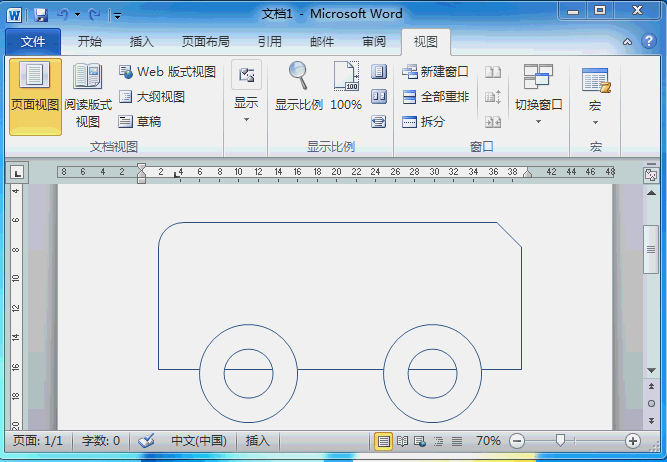 文档1 - Microsoft Word
文件 开始 插入 页面布局 引用 邮件 审阅 视图
页面视图 阅读版式视图 Web 版式视图 大纲视图 草稿 显示 显示比例 100% 新建窗口 全部重排 拆分 切换窗口 宏
文档视图 显示比例 窗口 宏
8 6 4 2 2 4 6 8 10 12 14 16 18 20 22 24 26 28 30 32 34 36 38 42 44 46 48
4
6
8
10
12
14
16
18
20
页面: 1/1 字数: 0 中文(中国) 插入 70%